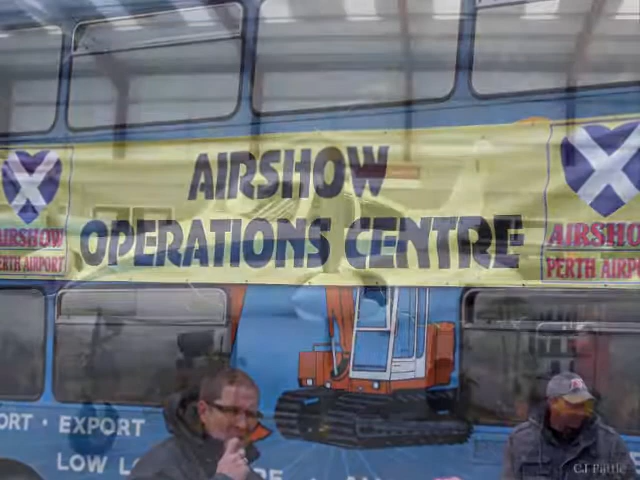 AIRSHOW
OPERATIONS CENTRE
AIRSHOW
PERTH AIRPORT
AIRSHO
PERTH AIRP
ORT · EXPORT
LOW
CJ Pattle